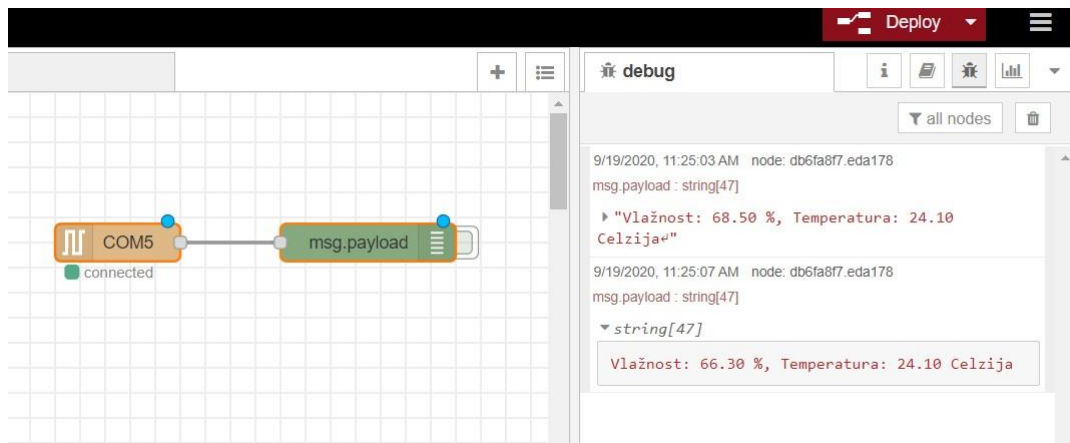 Deploy
debug
i
all nodes
COM5
connected
msg.payload
9/19/2020, 11:25:03 AM node: db6fa8f7.eda178
msg.payload : string[47]
"Vlažnost: 68.50 %, Temperatura: 24.10
Celzija↵"
9/19/2020, 11:25:07 AM node: db6fa8f7.eda178
msg.payload : string[47]
string[47]
Vlažnost: 66.30 %, Temperatura: 24.10 Celzija